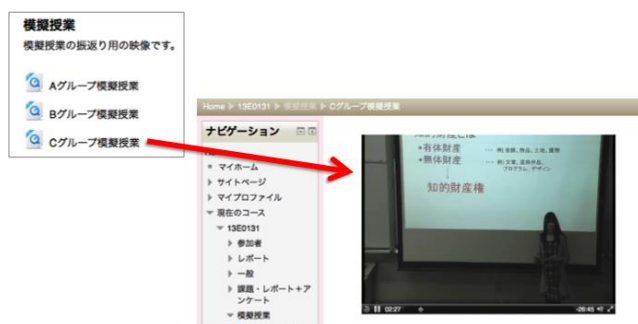 模擬授業
模擬授業の振返り用の映像です。
Aグループ模擬授業
Bグループ模擬授業
Cグループ模擬授業
Home ▶ 13E0131 ▶ 模擬授業 ▶ Cグループ模擬授業
ナビゲーション
マイホーム
サイトページ
マイプロファイル
現在のコース
13E0131
参加者
レポート
一般
課題・レポート+ア
ンケート
模擬授業
•有体財産
•無体財産
知的財産権
02:27
-26:45